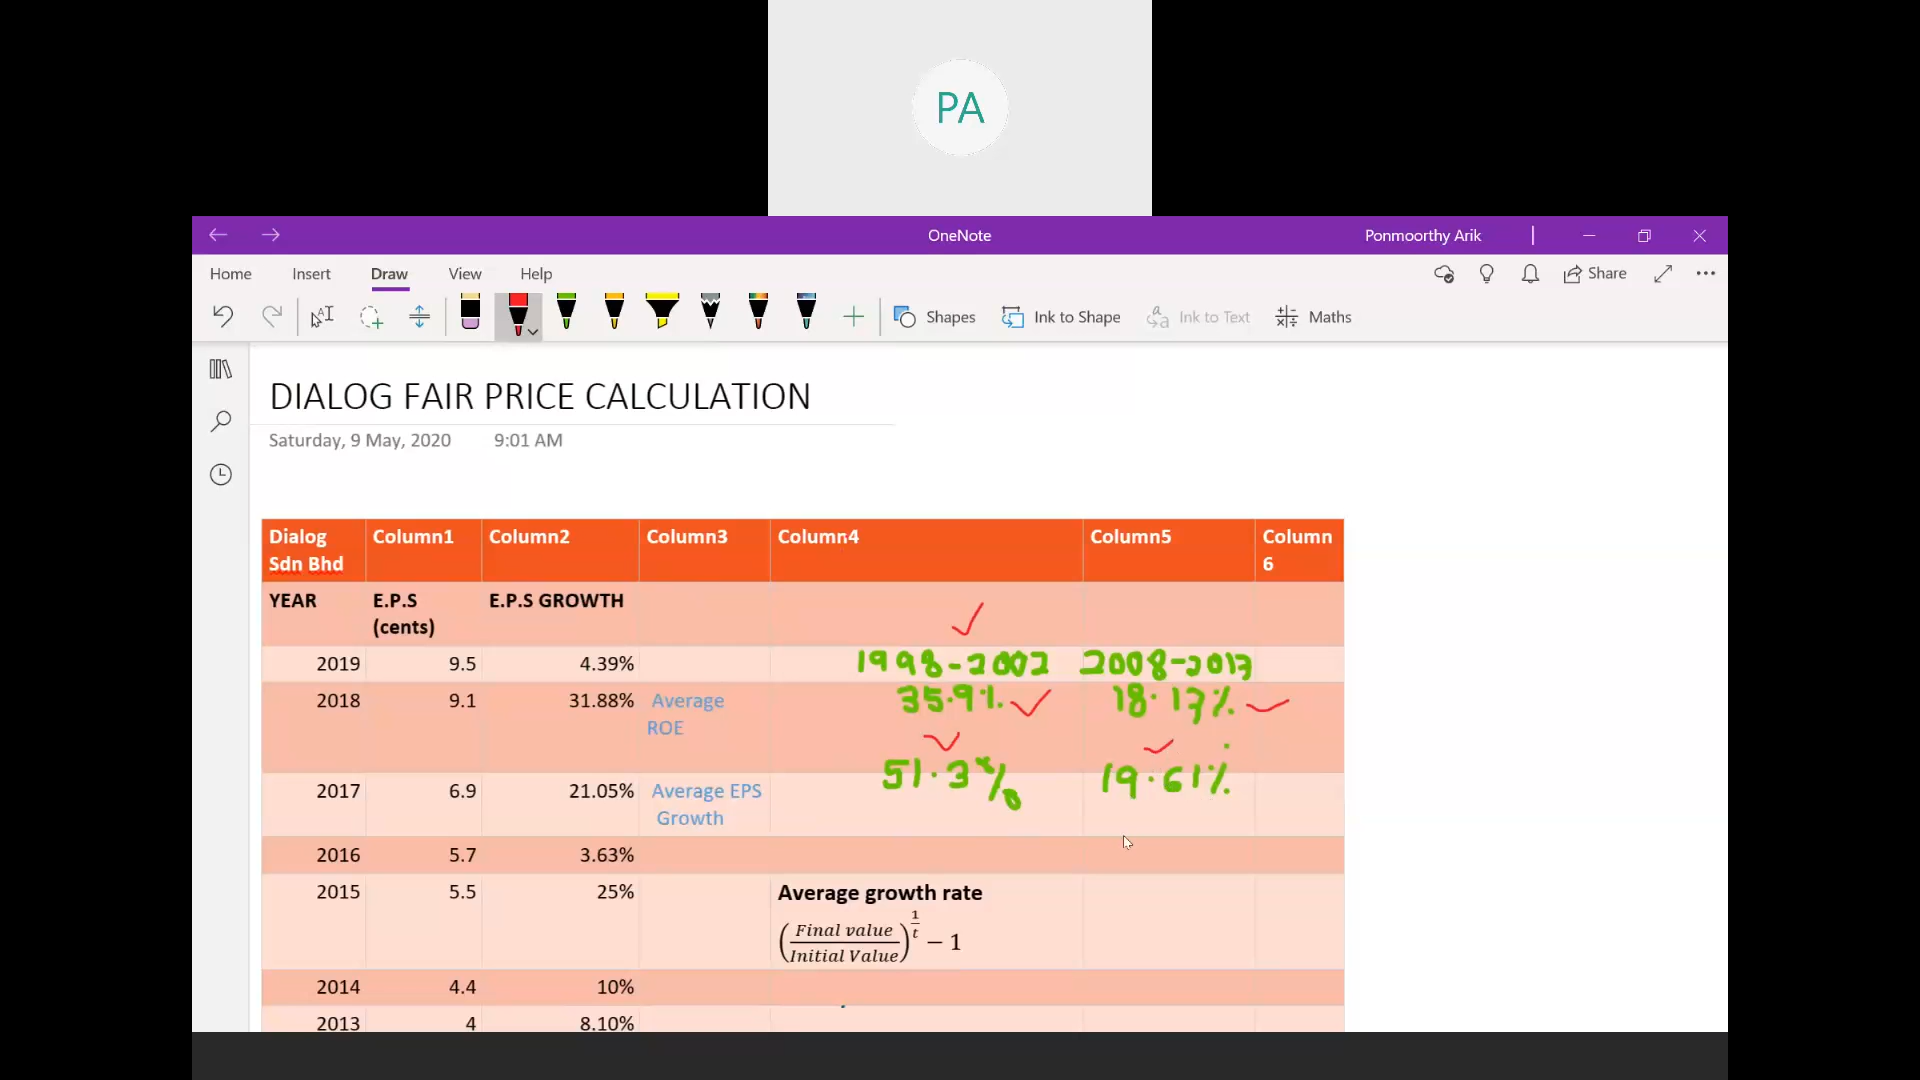 PA
OneNote
Ponmoorthy Arik
Home Insert Draw View Help
Share
Shapes Ink to Shape Ink to Text Maths
DIALOG FAIR PRICE CALCULATION
Saturday, 9 May, 2020 9:01 AM
Dialog Sdn Bhd Column1 Column2 Column3 Column4 Column5 Column 6
YEAR E.P.S (cents) E.P.S GROWTH
2019 9.5 4.39% 1998-2002 2008-2017
2018 9.1 31.88% Average ROE 35.9% 18.17%
2017 6.9 21.05% Average EPS Growth 51.3% 19.61%
2016 5.7 3.63%
2015 5.5 25% Average growth rate
(Final value/Initial Value)^(1/t) − 1
2014 4.4 10%
2013 4 8.10%